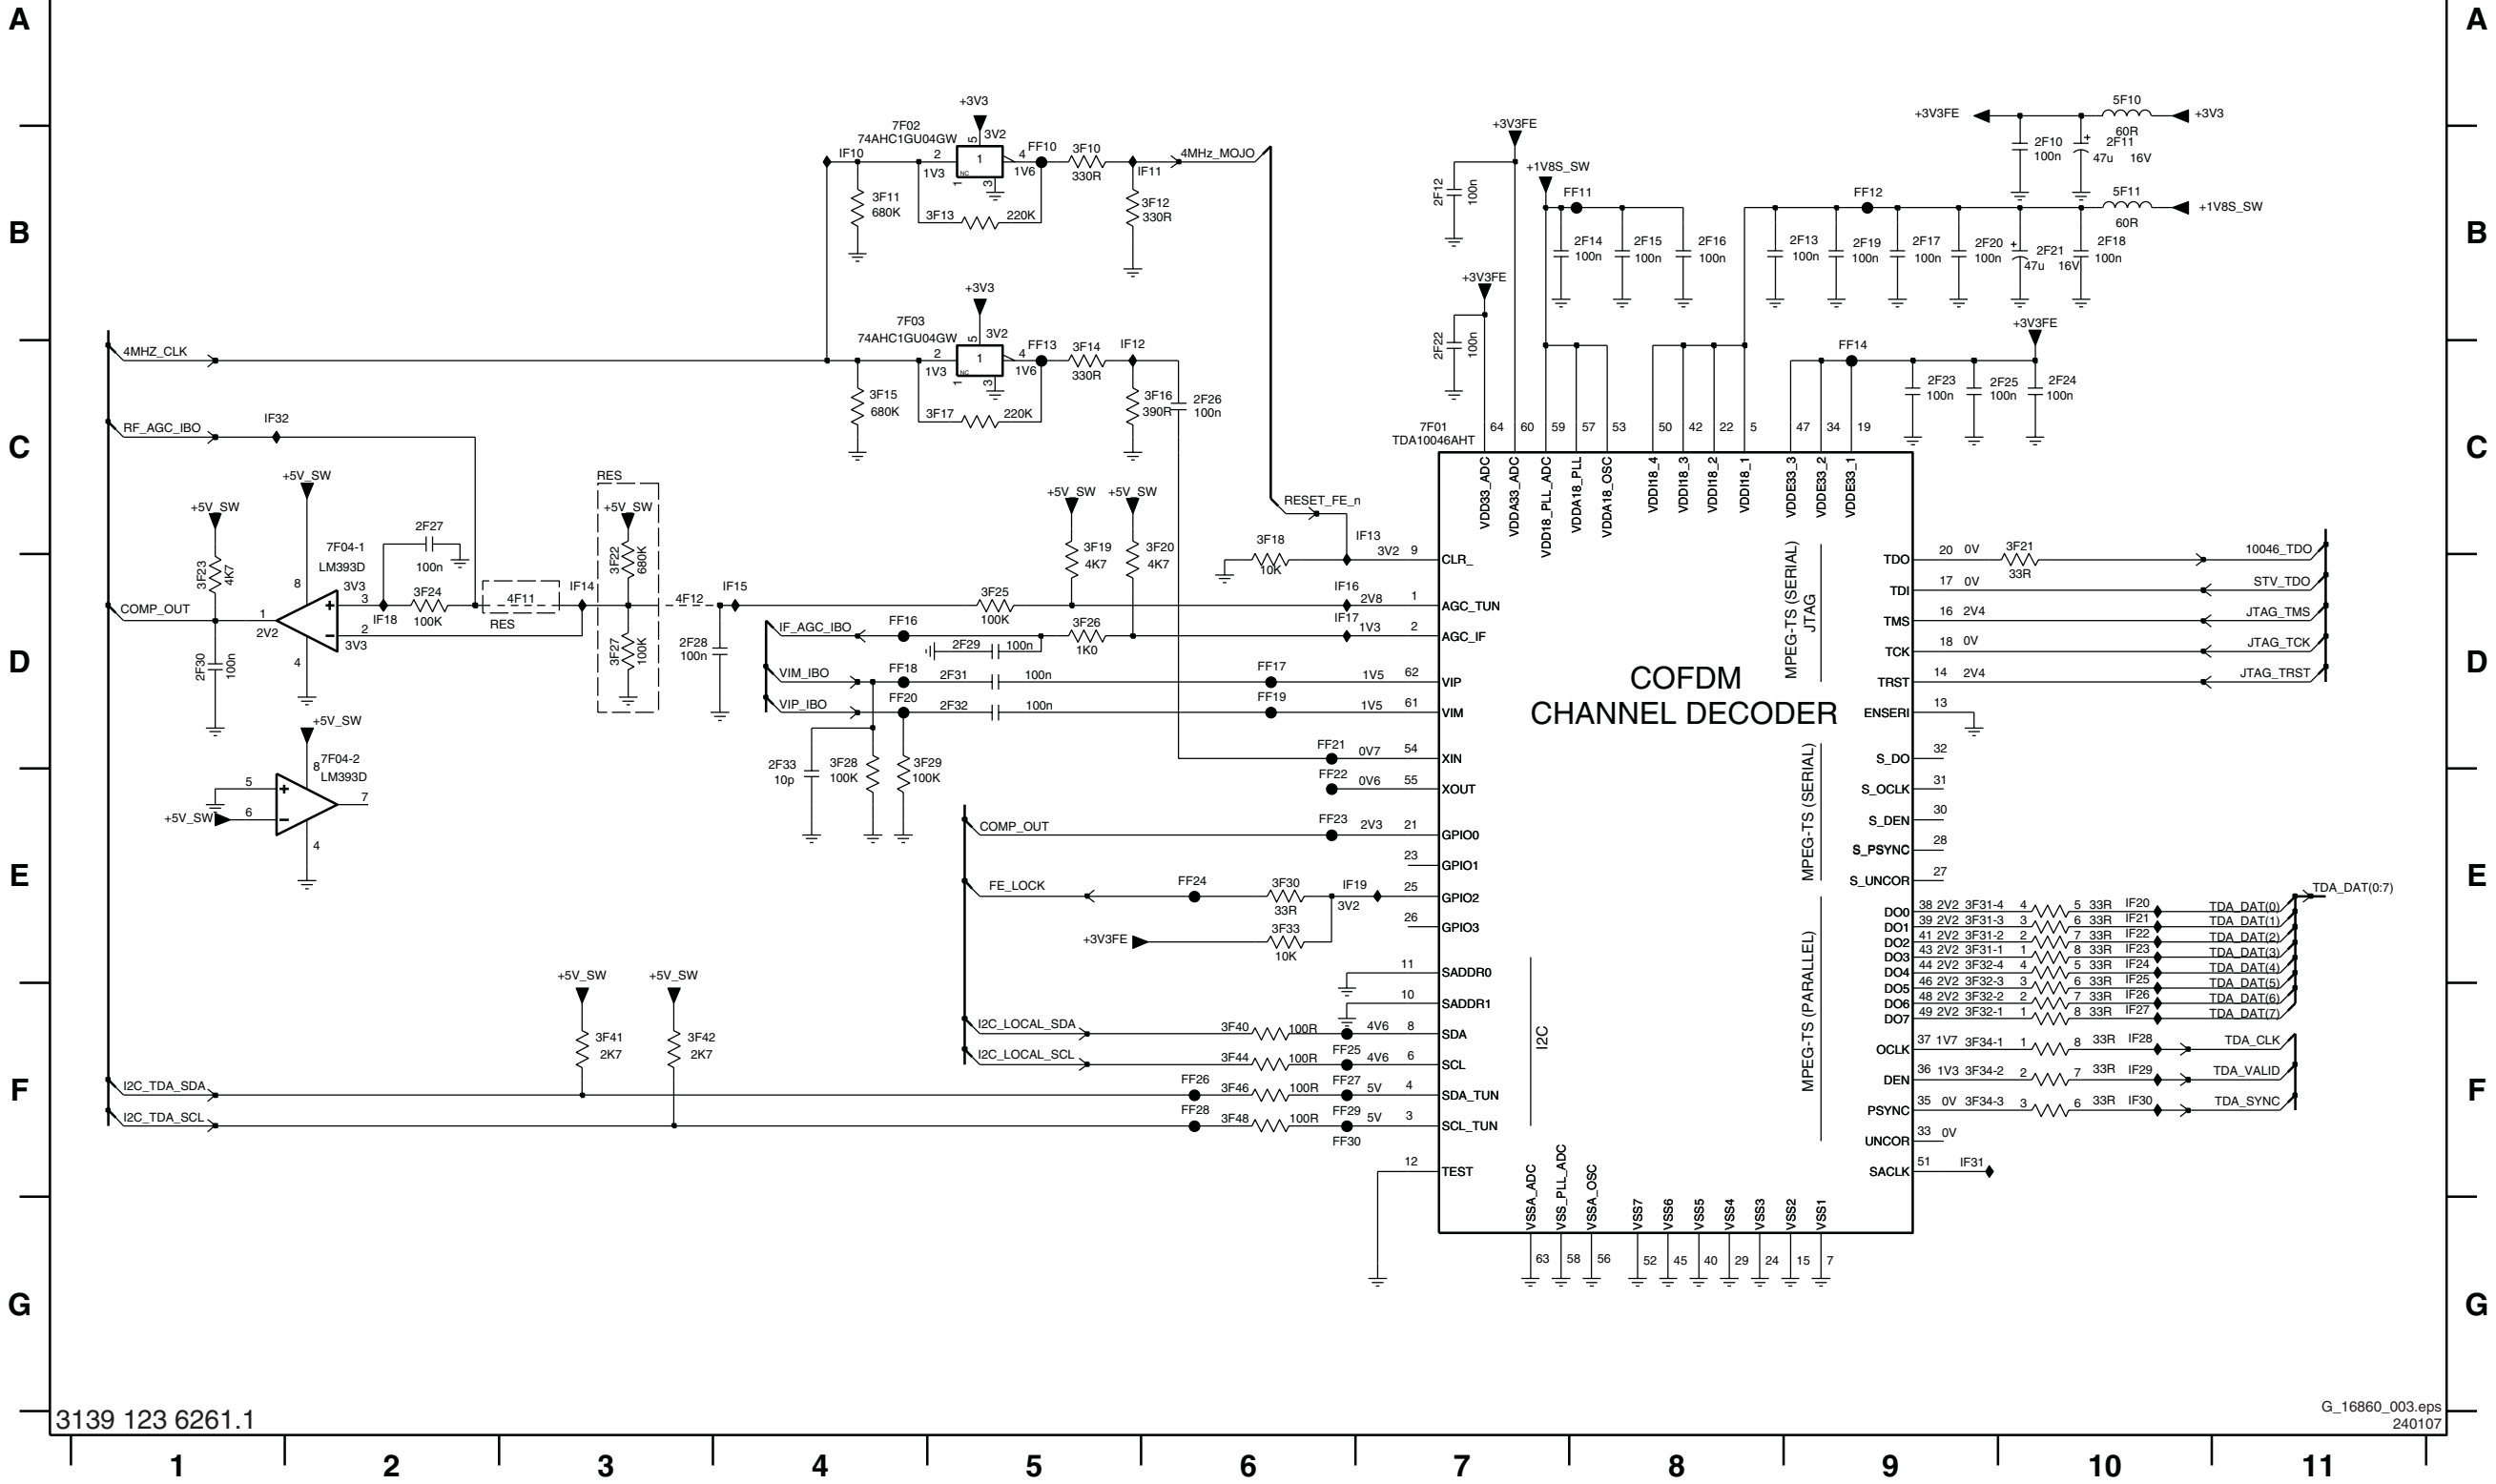 A A
+3V3
+3V3FE 5F10 +3V3
60R
2F10 100n
+ 2F11 47u 16V
7F02
74AHC1GU04GW
5 3V2
IF10 2 1V3 1 NC 1 3 4 1V6 FF10 3F10 330R IF11 4MHz_MOJO
3F11 680K
3F13 220K
3F12 330R
+3V3FE
2F12 100n
+1V8S_SW
FF11 FF12 5F11 60R +1V8S_SW
B B
2F14 100n
2F15 100n
2F16 100n
2F13 100n
2F19 100n
2F17 100n
2F20 100n
+ 2F21 47u 16V
2F18 100n
+3V3FE
2F22 100n
+3V3
7F03
74AHC1GU04GW
5 3V2
4MHZ_CLK
2 1V3 1 NC 1 3 4 1V6 FF13 3F14 330R IF12
3F15 680K
3F17 220K
3F16 390R
2F26 100n
+3V3FE
FF14
2F23 100n
2F25 100n
2F24 100n
C C
RF_AGC_IBO IF32
7F01
TDA10046AHT
64 60 59 57 53 50 42 22 5 47 34 19
VDD33_ADC
VDDA33_ADC
VDD18_PLL_ADC
VDDA18_PLL
VDDA18_OSC
VDDI18_4
VDDI18_3
VDDI18_2
VDDI18_1
VDDE33_3
VDDE33_2
VDDE33_1
+5V_SW
+5V_SW
RES
+5V_SW
+5V_SW +5V_SW
RESET_FE_n
2F27 100n
7F04-1
LM393D
3F23 4K7
8
3V3
3
2
3V3
4
+
−
1
2V2
COMP_OUT
2F30 100n
IF18
3F24 100K
4F11
RES
IF14
3F22 680K
3F27 100K
4F12
IF15
2F28 100n
3F19 4K7
3F20 4K7
3F18 10K
IF13
3V2 9 CLR_
3F25 100K
IF16 2V8 1 AGC_TUN
IF_AGC_IBO FF16 2F29 100n 3F26 1K0 IF17 1V3 2 AGC_IF
D D
VIM_IBO FF18 2F31 100n FF17 1V5 62 VIP
VIP_IBO FF20 2F32 100n FF19 1V5 61 VIM
COFDM
CHANNEL DECODER
MPEG-TS (SERIAL)
JTAG
TDO 20 0V 3F21 33R 10046_TDO
TDI 17 0V STV_TDO
TMS 16 2V4 JTAG_TMS
TCK 18 0V JTAG_TCK
TRST 14 2V4 JTAG_TRST
ENSERI 13
+5V_SW
7F04-2
LM393D
8
5 +
+5V_SW 6 −
7
4
2F33 10p
3F28 100K
3F29 100K
FF21 0V7 54 XIN
FF22 0V6 55 XOUT
COMP_OUT FF23 2V3 21 GPIO0
23 GPIO1
FE_LOCK FF24 3F30 33R IF19 3V2 25 GPIO2
26 GPIO3
+3V3FE 3F33 10K
E E
MPEG-TS (SERIAL)
S_DO 32
S_OCLK 31
S_DEN 30
S_PSYNC 28
S_UNCOR 27
MPEG-TS (PARALLEL)
TDA_DAT(0:7)
DO0 38 2V2 3F31-4 4 5 33R IF20 TDA_DAT(0)
DO1 39 2V2 3F31-3 3 6 33R IF21 TDA_DAT(1)
DO2 41 2V2 3F31-2 2 7 33R IF22 TDA_DAT(2)
DO3 43 2V2 3F31-1 1 8 33R IF23 TDA_DAT(3)
DO4 44 2V2 3F32-4 4 5 33R IF24 TDA_DAT(4)
DO5 46 2V2 3F32-3 3 6 33R IF25 TDA_DAT(5)
DO6 48 2V2 3F32-2 2 7 33R IF26 TDA_DAT(6)
DO7 49 2V2 3F32-1 1 8 33R IF27 TDA_DAT(7)
OCLK 37 1V7 3F34-1 1 8 33R IF28 TDA_CLK
DEN 36 1V3 3F34-2 2 7 33R IF29 TDA_VALID
PSYNC 35 0V 3F34-3 3 6 33R IF30 TDA_SYNC
UNCOR 33 0V
SACLK 51 IF31
11 SADDR0
10 SADDR1
I2C
+5V_SW +5V_SW
3F41 2K7
3F42 2K7
I2C_LOCAL_SDA 3F40 100R 4V6 8 SDA
I2C_LOCAL_SCL 3F44 100R FF25 4V6 6 SCL
F F
I2C_TDA_SDA FF26 3F46 100R FF27 5V 4 SDA_TUN
I2C_TDA_SCL FF28 3F48 100R FF29 5V 3 SCL_TUN
FF30
12 TEST
VSSA_ADC
VSS_PLL_ADC
VSSA_OSC
VSS7
VSS6
VSS5
VSS4
VSS3
VSS2
VSS1
63 58 56 52 45 40 29 24 15 7
G G
3139 123 6261.1
G_16860_003.eps
240107
1 2 3 4 5 6 7 8 9 10 11